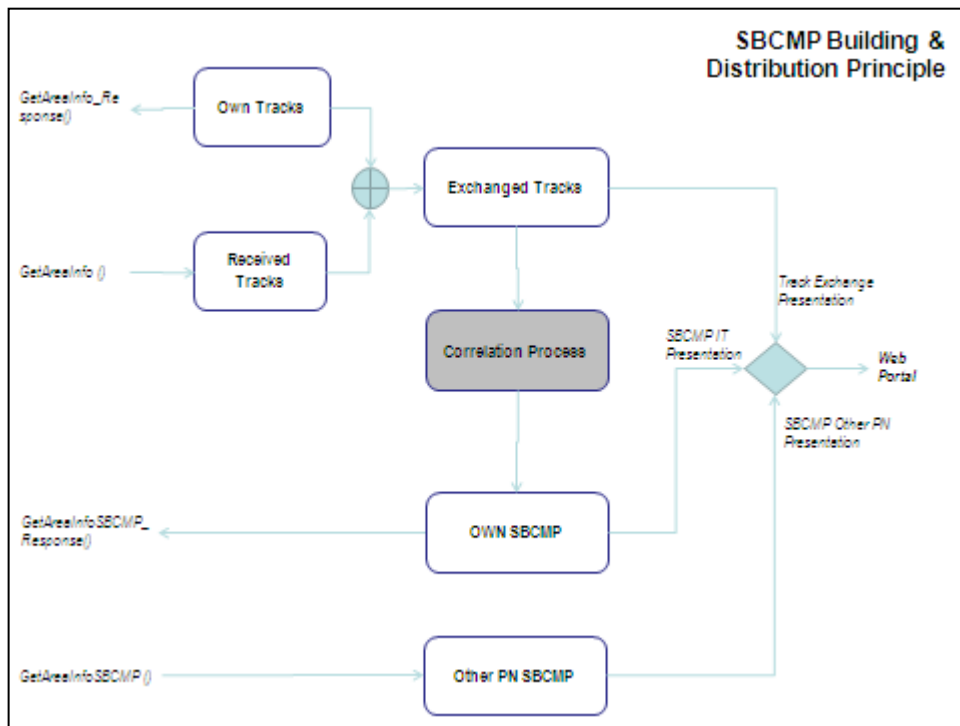 SBCMP Building &
Distribution Principle
GetAreaInfo_Re
sponse()
Own Tracks
Exchanged Tracks
GetAreaInfo ()
Received
Tracks
Track Exchange
Presentation
Correlation Process
SBCMP IT
Presentation
Web
Portal
SBCMP Other PN
Presentation
GetAreaInfoSBCMP_
Response()
OWN SBCMP
GetAreaInfoSBCMP ()
Other PN SBCMP